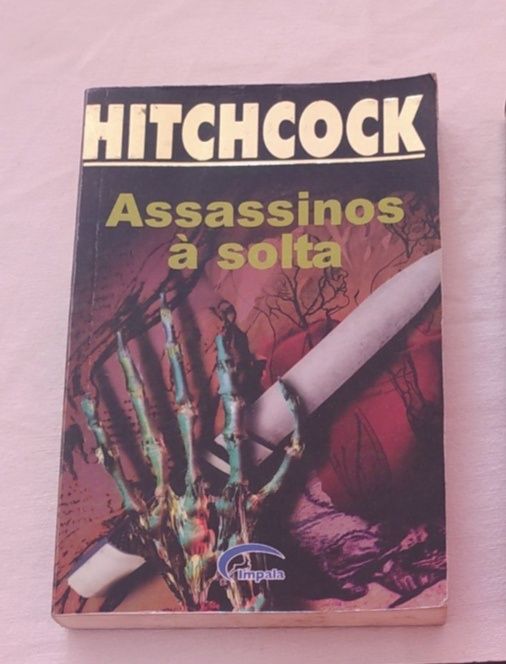 HITCHCOCK
Assassinos
à solta
Impala